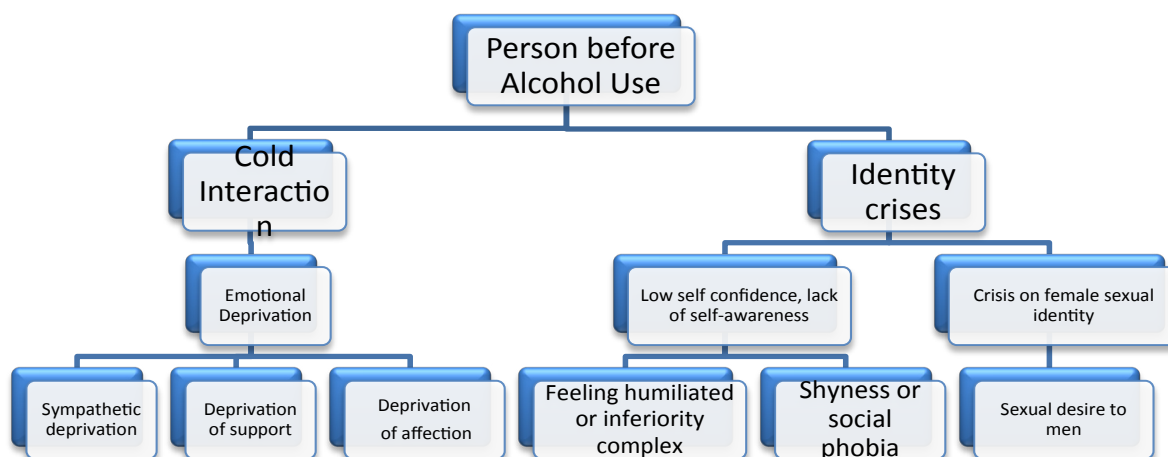 Person before
Alcohol Use
Cold
Interactio
n
Identity
crises
Emotional
Deprivation
Low self confidence, lack
of self-awareness
Crisis on female sexual
identity
Sympathetic
deprivation
Deprivation
of support
Deprivation
of affection
Feeling humiliated
or inferiority
complex
Shyness or
social
phobia
Sexual desire to
men